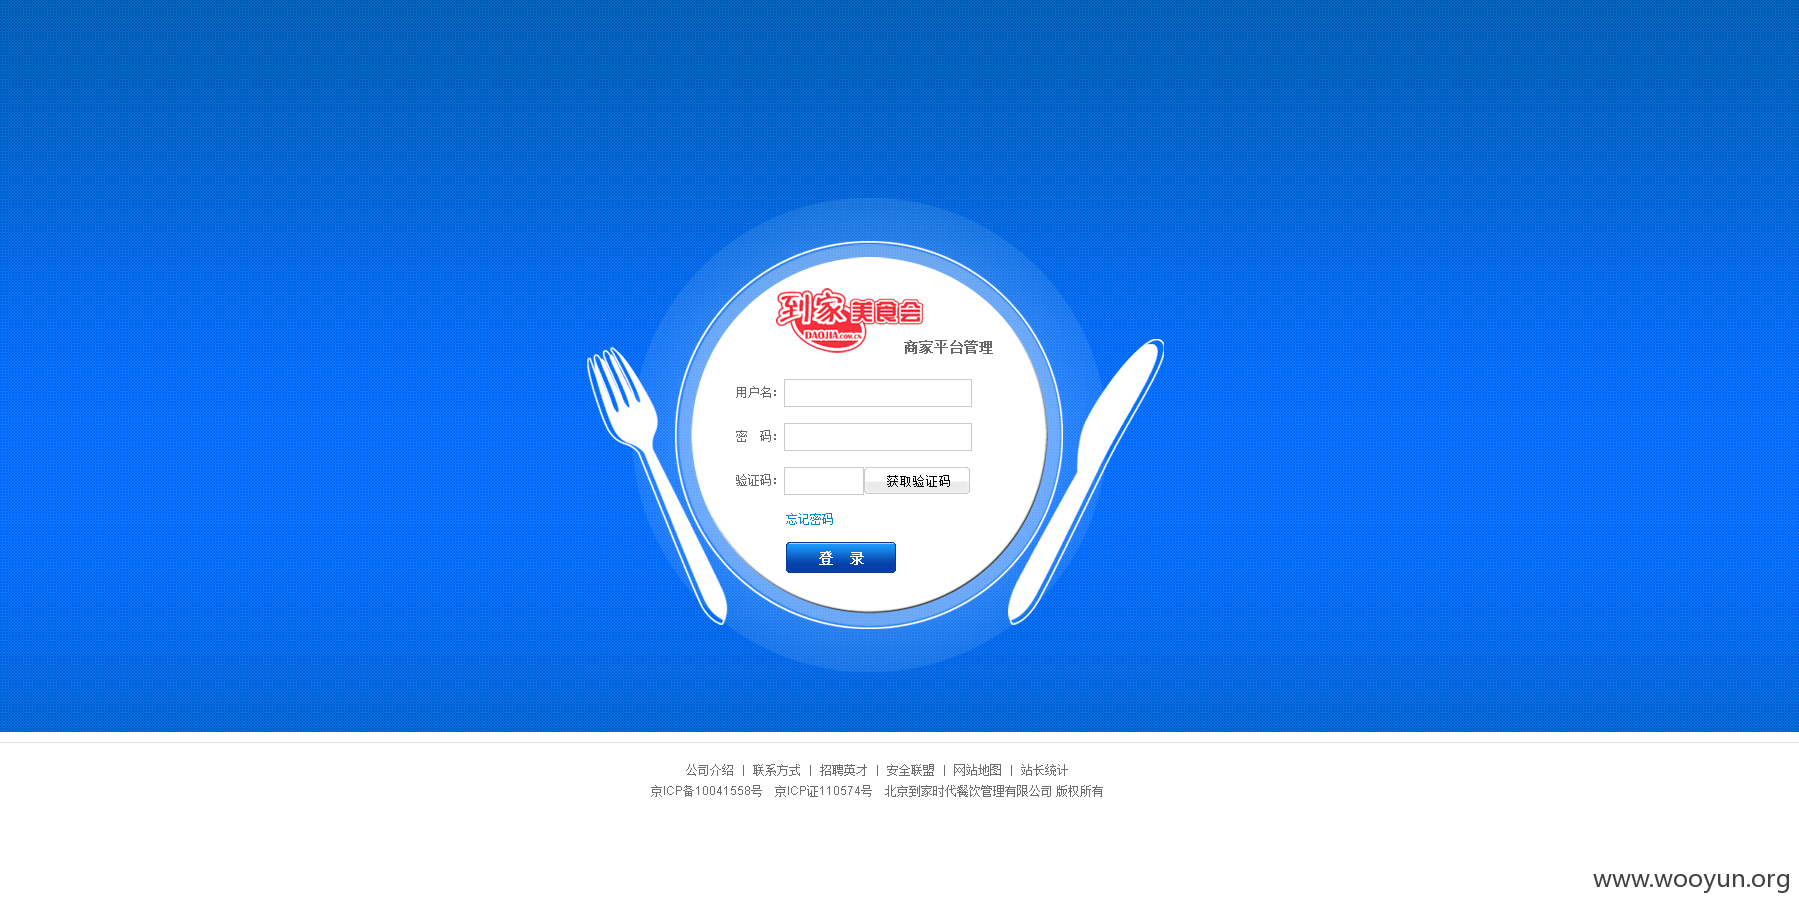 到家美食会
DAOJIA.COM.CN
商家平台管理
用户名：
密 码：
验证码： 获取验证码
忘记密码
登 录
公司介绍 | 联系方式 | 招聘英才 | 安全联盟 | 网站地图 | 站长统计
京ICP备10041558号 京ICP证110574号 北京到家时代餐饮管理有限公司 版权所有
www.wooyun.org